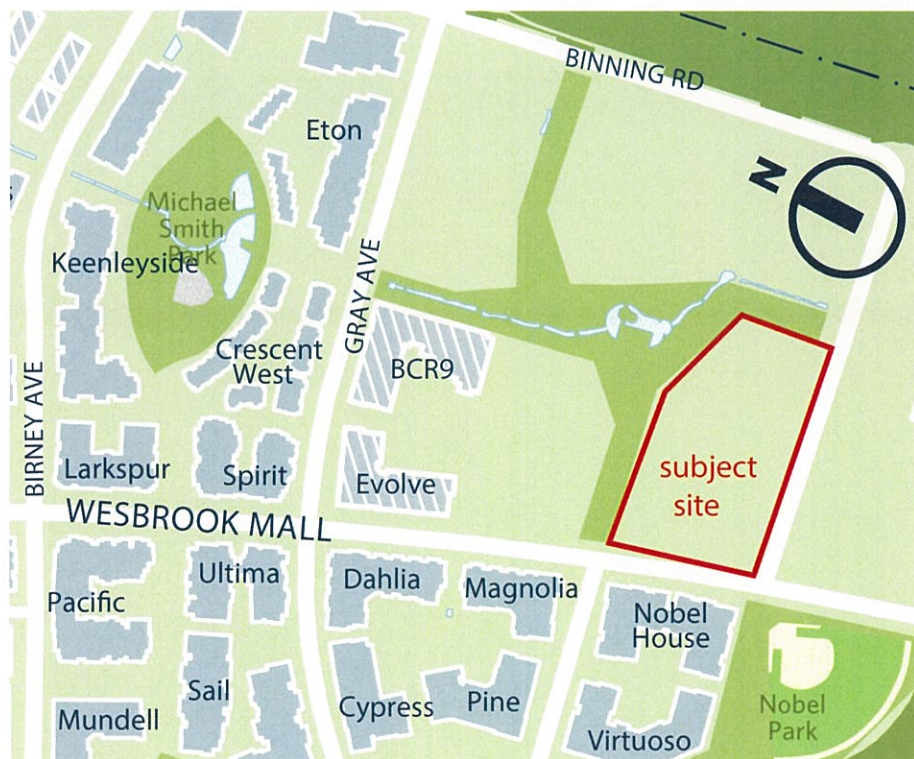 BINNING RD
Eton
N
Michael
Smith
Park
Keenleyside
GRAY AVE
Crescent
West
BCR9
BIRNEY AVE
Larkspur
Spirit
Evolve
subject
site
WESBROOK MALL
Pacific
Ultima
Dahlia
Magnolia
Nobel
House
Sail
Cypress
Pine
Mundell
Virtuoso
Nobel
Park